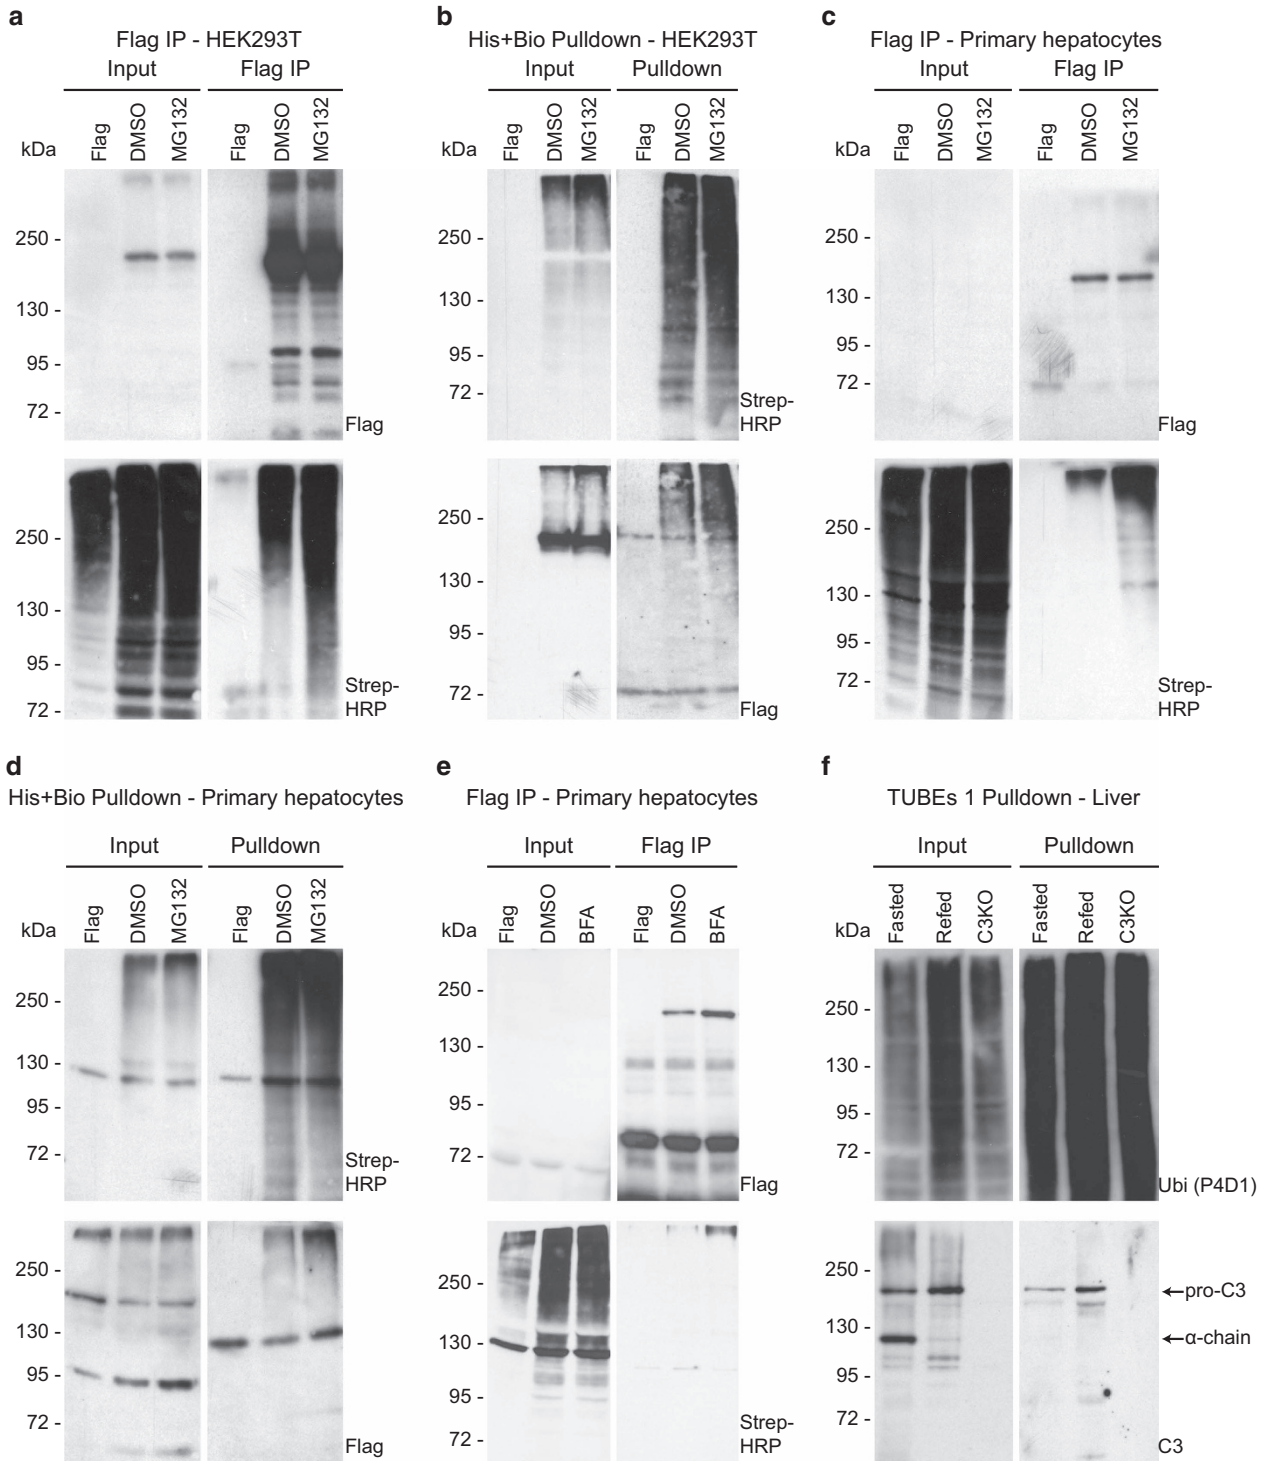 a
Flag IP - HEK293T
Input Flag IP
kDa Flag DMSO MG132 Flag DMSO MG132
250 -
130 -
95 -
72 -
Flag
250 -
130 -
95 -
72 -
Strep-
HRP
b
His+Bio Pulldown - HEK293T
Input Pulldown
kDa Flag DMSO MG132 Flag DMSO MG132
250 -
130 -
95 -
72 -
Strep-
HRP
250 -
130 -
95 -
72 -
Flag
c
Flag IP - Primary hepatocytes
Input Flag IP
kDa Flag DMSO MG132 Flag DMSO MG132
250 -
130 -
95 -
72 -
Flag
250 -
130 -
95 -
72 -
Strep-
HRP
d
His+Bio Pulldown - Primary hepatocytes
Input Pulldown
kDa Flag DMSO MG132 Flag DMSO MG132
250 -
130 -
95 -
72 -
Strep-
HRP
250 -
130 -
95 -
72 -
Flag
e
Flag IP - Primary hepatocytes
Input Flag IP
kDa Flag DMSO BFA Flag DMSO BFA
250 -
130 -
95 -
72 -
Flag
250 -
130 -
95 -
72 -
Strep-
HRP
f
TUBEs 1 Pulldown - Liver
Input Pulldown
kDa Fasted Refed C3KO Fasted Refed C3KO
250 -
130 -
95 -
72 -
Ubi (P4D1)
250 -
←pro-C3
130 -
←α-chain
95 -
72 -
C3